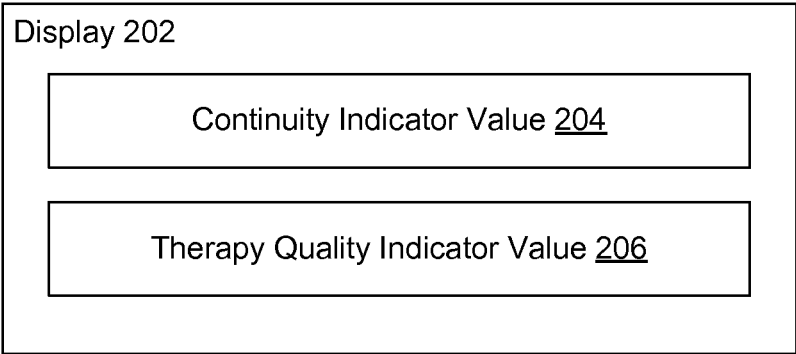 Display 202
Continuity Indicator Value 204
Therapy Quality Indicator Value 206